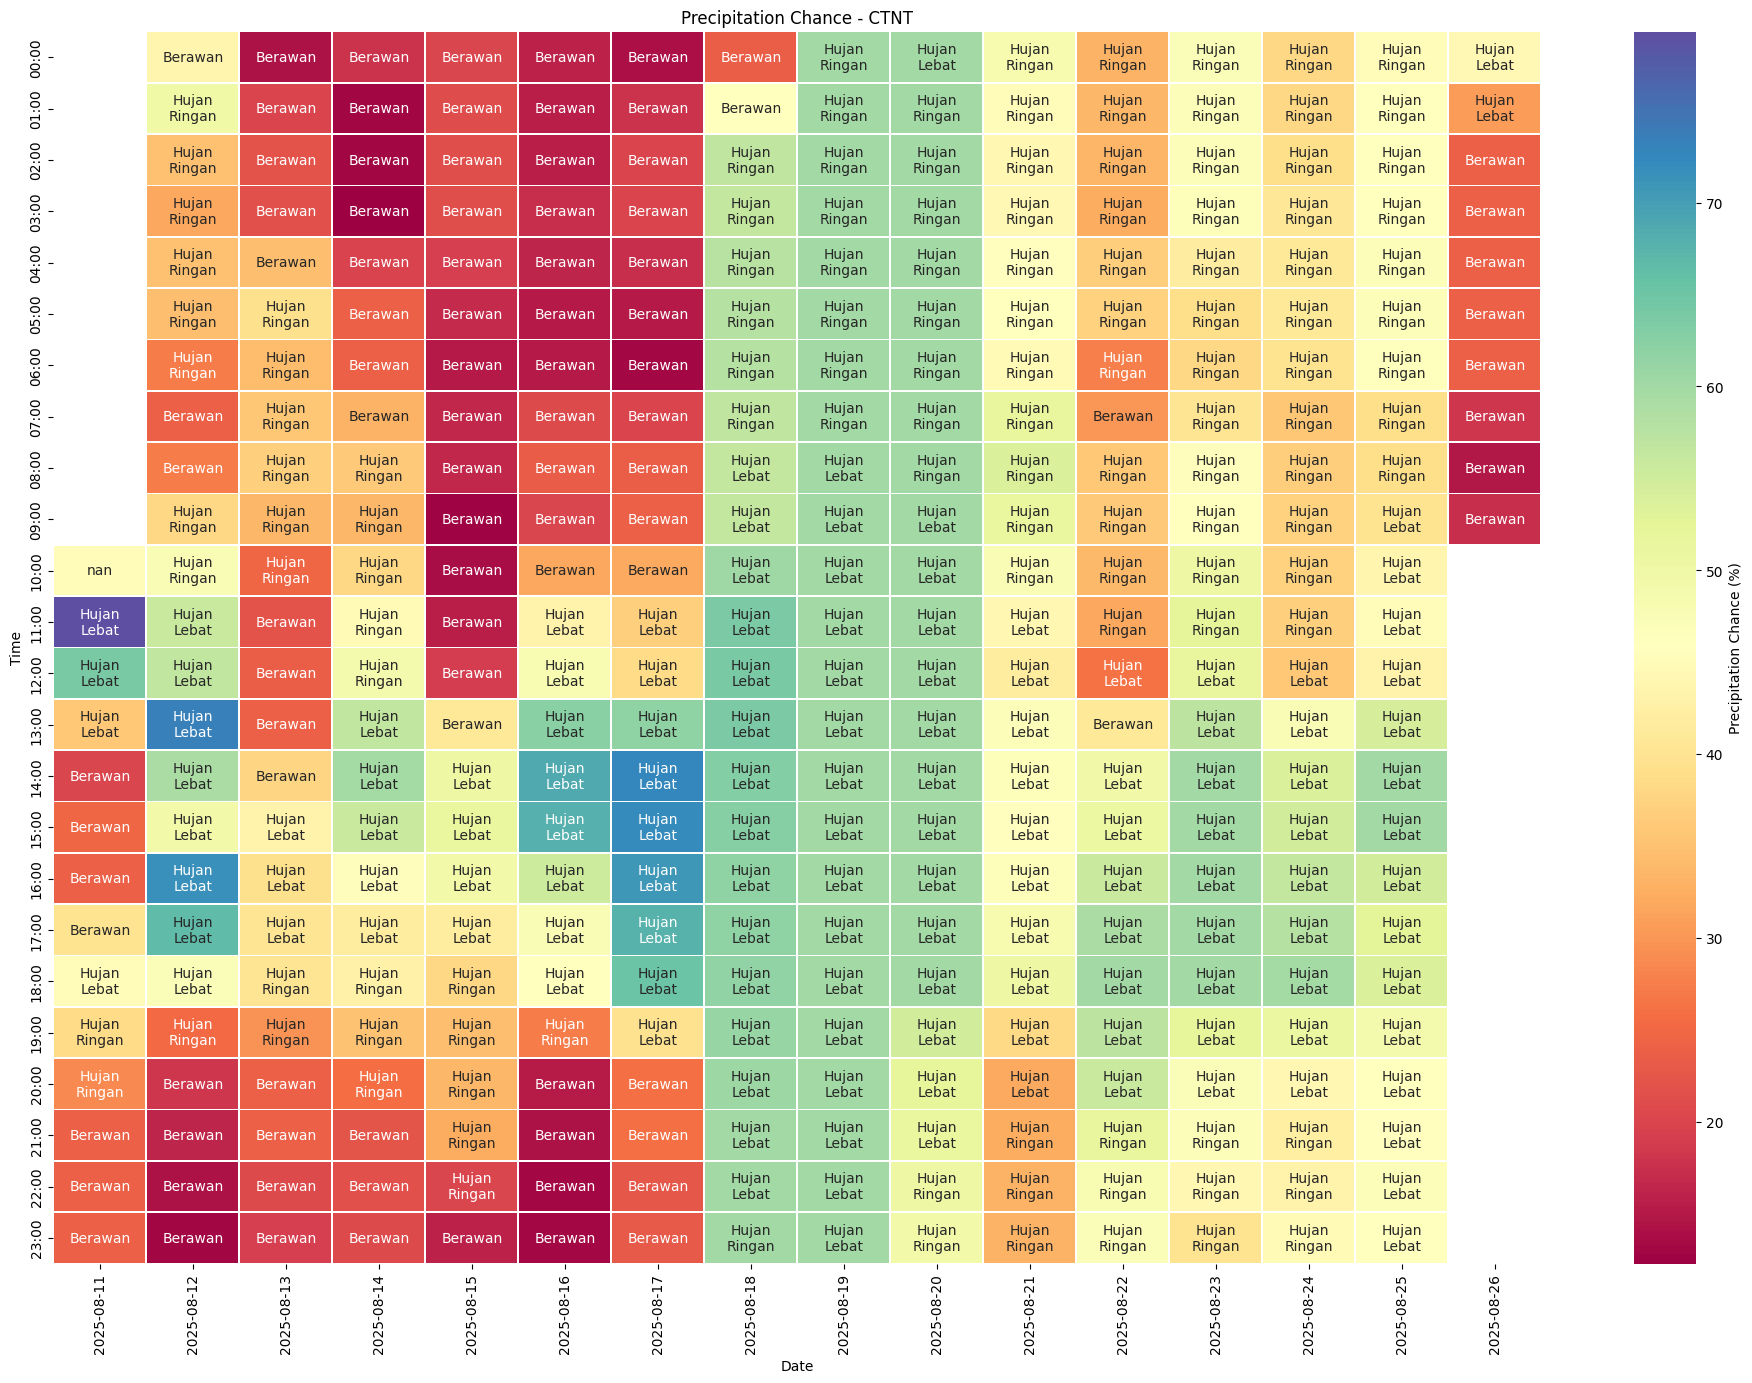 Precipitation Chance - CTNT
00:00 Berawan Berawan Berawan Berawan Berawan Berawan Berawan Hujan Ringan Hujan Lebat Hujan Ringan Hujan Ringan Hujan Ringan Hujan Ringan Hujan Ringan Hujan Lebat
01:00 Hujan Ringan Berawan Berawan Berawan Berawan Berawan Berawan Hujan Ringan Hujan Ringan Hujan Ringan Hujan Ringan Hujan Ringan Hujan Ringan Hujan Ringan Hujan Lebat
02:00 Hujan Ringan Berawan Berawan Berawan Berawan Berawan Hujan Ringan Hujan Ringan Hujan Ringan Hujan Ringan Hujan Ringan Hujan Ringan Hujan Ringan Hujan Ringan Berawan
03:00 Hujan Ringan Berawan Berawan Berawan Berawan Berawan Hujan Ringan Hujan Ringan Hujan Ringan Hujan Ringan Hujan Ringan Hujan Ringan Hujan Ringan Hujan Ringan Berawan
04:00 Hujan Ringan Berawan Berawan Berawan Berawan Berawan Hujan Ringan Hujan Ringan Hujan Ringan Hujan Ringan Hujan Ringan Hujan Ringan Hujan Ringan Hujan Ringan Berawan
05:00 Hujan Ringan Hujan Ringan Berawan Berawan Berawan Berawan Hujan Ringan Hujan Ringan Hujan Ringan Hujan Ringan Hujan Ringan Hujan Ringan Hujan Ringan Hujan Ringan Berawan
06:00 Hujan Ringan Hujan Ringan Berawan Berawan Berawan Berawan Hujan Ringan Hujan Ringan Hujan Ringan Hujan Ringan Hujan Ringan Hujan Ringan Hujan Ringan Hujan Ringan Berawan
07:00 Berawan Hujan Ringan Berawan Berawan Berawan Berawan Hujan Ringan Hujan Ringan Hujan Ringan Hujan Ringan Berawan Hujan Ringan Hujan Ringan Hujan Ringan Berawan
08:00 Berawan Hujan Ringan Hujan Ringan Berawan Berawan Berawan Hujan Lebat Hujan Lebat Hujan Ringan Hujan Ringan Hujan Ringan Hujan Ringan Hujan Ringan Hujan Ringan Berawan
09:00 Hujan Ringan Hujan Ringan Hujan Ringan Berawan Berawan Berawan Hujan Lebat Hujan Lebat Hujan Lebat Hujan Ringan Hujan Ringan Hujan Ringan Hujan Ringan Hujan Lebat Berawan
10:00 nan Hujan Ringan Hujan Ringan Hujan Ringan Berawan Berawan Berawan Hujan Lebat Hujan Lebat Hujan Lebat Hujan Ringan Hujan Ringan Hujan Ringan Hujan Ringan Hujan Lebat
11:00 Hujan Lebat Hujan Lebat Berawan Hujan Ringan Berawan Hujan Lebat Hujan Lebat Hujan Lebat Hujan Lebat Hujan Lebat Hujan Lebat Hujan Ringan Hujan Ringan Hujan Ringan Hujan Lebat
12:00 Hujan Lebat Hujan Lebat Berawan Hujan Ringan Berawan Hujan Lebat Hujan Lebat Hujan Lebat Hujan Lebat Hujan Lebat Hujan Lebat Hujan Lebat Hujan Lebat Hujan Lebat Hujan Lebat
13:00 Hujan Lebat Hujan Lebat Berawan Hujan Lebat Berawan Hujan Lebat Hujan Lebat Hujan Lebat Hujan Lebat Hujan Lebat Hujan Lebat Berawan Hujan Lebat Hujan Lebat Hujan Lebat
14:00 Berawan Hujan Lebat Berawan Hujan Lebat Hujan Lebat Hujan Lebat Hujan Lebat Hujan Lebat Hujan Lebat Hujan Lebat Hujan Lebat Hujan Lebat Hujan Lebat Hujan Lebat Hujan Lebat
15:00 Berawan Hujan Lebat Hujan Lebat Hujan Lebat Hujan Lebat Hujan Lebat Hujan Lebat Hujan Lebat Hujan Lebat Hujan Lebat Hujan Lebat Hujan Lebat Hujan Lebat Hujan Lebat Hujan Lebat
16:00 Berawan Hujan Lebat Hujan Lebat Hujan Lebat Hujan Lebat Hujan Lebat Hujan Lebat Hujan Lebat Hujan Lebat Hujan Lebat Hujan Lebat Hujan Lebat Hujan Lebat Hujan Lebat Hujan Lebat
17:00 Berawan Hujan Lebat Hujan Lebat Hujan Lebat Hujan Lebat Hujan Lebat Hujan Lebat Hujan Lebat Hujan Lebat Hujan Lebat Hujan Lebat Hujan Lebat Hujan Lebat Hujan Lebat Hujan Lebat
18:00 Hujan Lebat Hujan Lebat Hujan Ringan Hujan Ringan Hujan Ringan Hujan Lebat Hujan Lebat Hujan Lebat Hujan Lebat Hujan Lebat Hujan Lebat Hujan Lebat Hujan Lebat Hujan Lebat Hujan Lebat
19:00 Hujan Ringan Hujan Ringan Hujan Ringan Hujan Ringan Hujan Ringan Hujan Ringan Hujan Lebat Hujan Lebat Hujan Lebat Hujan Lebat Hujan Lebat Hujan Lebat Hujan Lebat Hujan Lebat Hujan Lebat
20:00 Hujan Ringan Berawan Berawan Hujan Ringan Hujan Ringan Berawan Berawan Hujan Lebat Hujan Lebat Hujan Lebat Hujan Lebat Hujan Lebat Hujan Lebat Hujan Lebat Hujan Lebat
21:00 Berawan Berawan Berawan Berawan Hujan Ringan Berawan Berawan Hujan Lebat Hujan Lebat Hujan Lebat Hujan Ringan Hujan Ringan Hujan Ringan Hujan Ringan Hujan Lebat
22:00 Berawan Berawan Berawan Berawan Hujan Ringan Berawan Berawan Hujan Lebat Hujan Lebat Hujan Ringan Hujan Ringan Hujan Ringan Hujan Ringan Hujan Ringan Hujan Lebat
23:00 Berawan Berawan Berawan Berawan Berawan Berawan Berawan Hujan Ringan Hujan Lebat Hujan Ringan Hujan Ringan Hujan Ringan Hujan Ringan Hujan Ringan Hujan Lebat
Time
2025-08-11 2025-08-12 2025-08-13 2025-08-14 2025-08-15 2025-08-16 2025-08-17 2025-08-18 2025-08-19 2025-08-20 2025-08-21 2025-08-22 2025-08-23 2025-08-24 2025-08-25 2025-08-26
Date
70
60
50
40
30
20
Precipitation Chance (%)